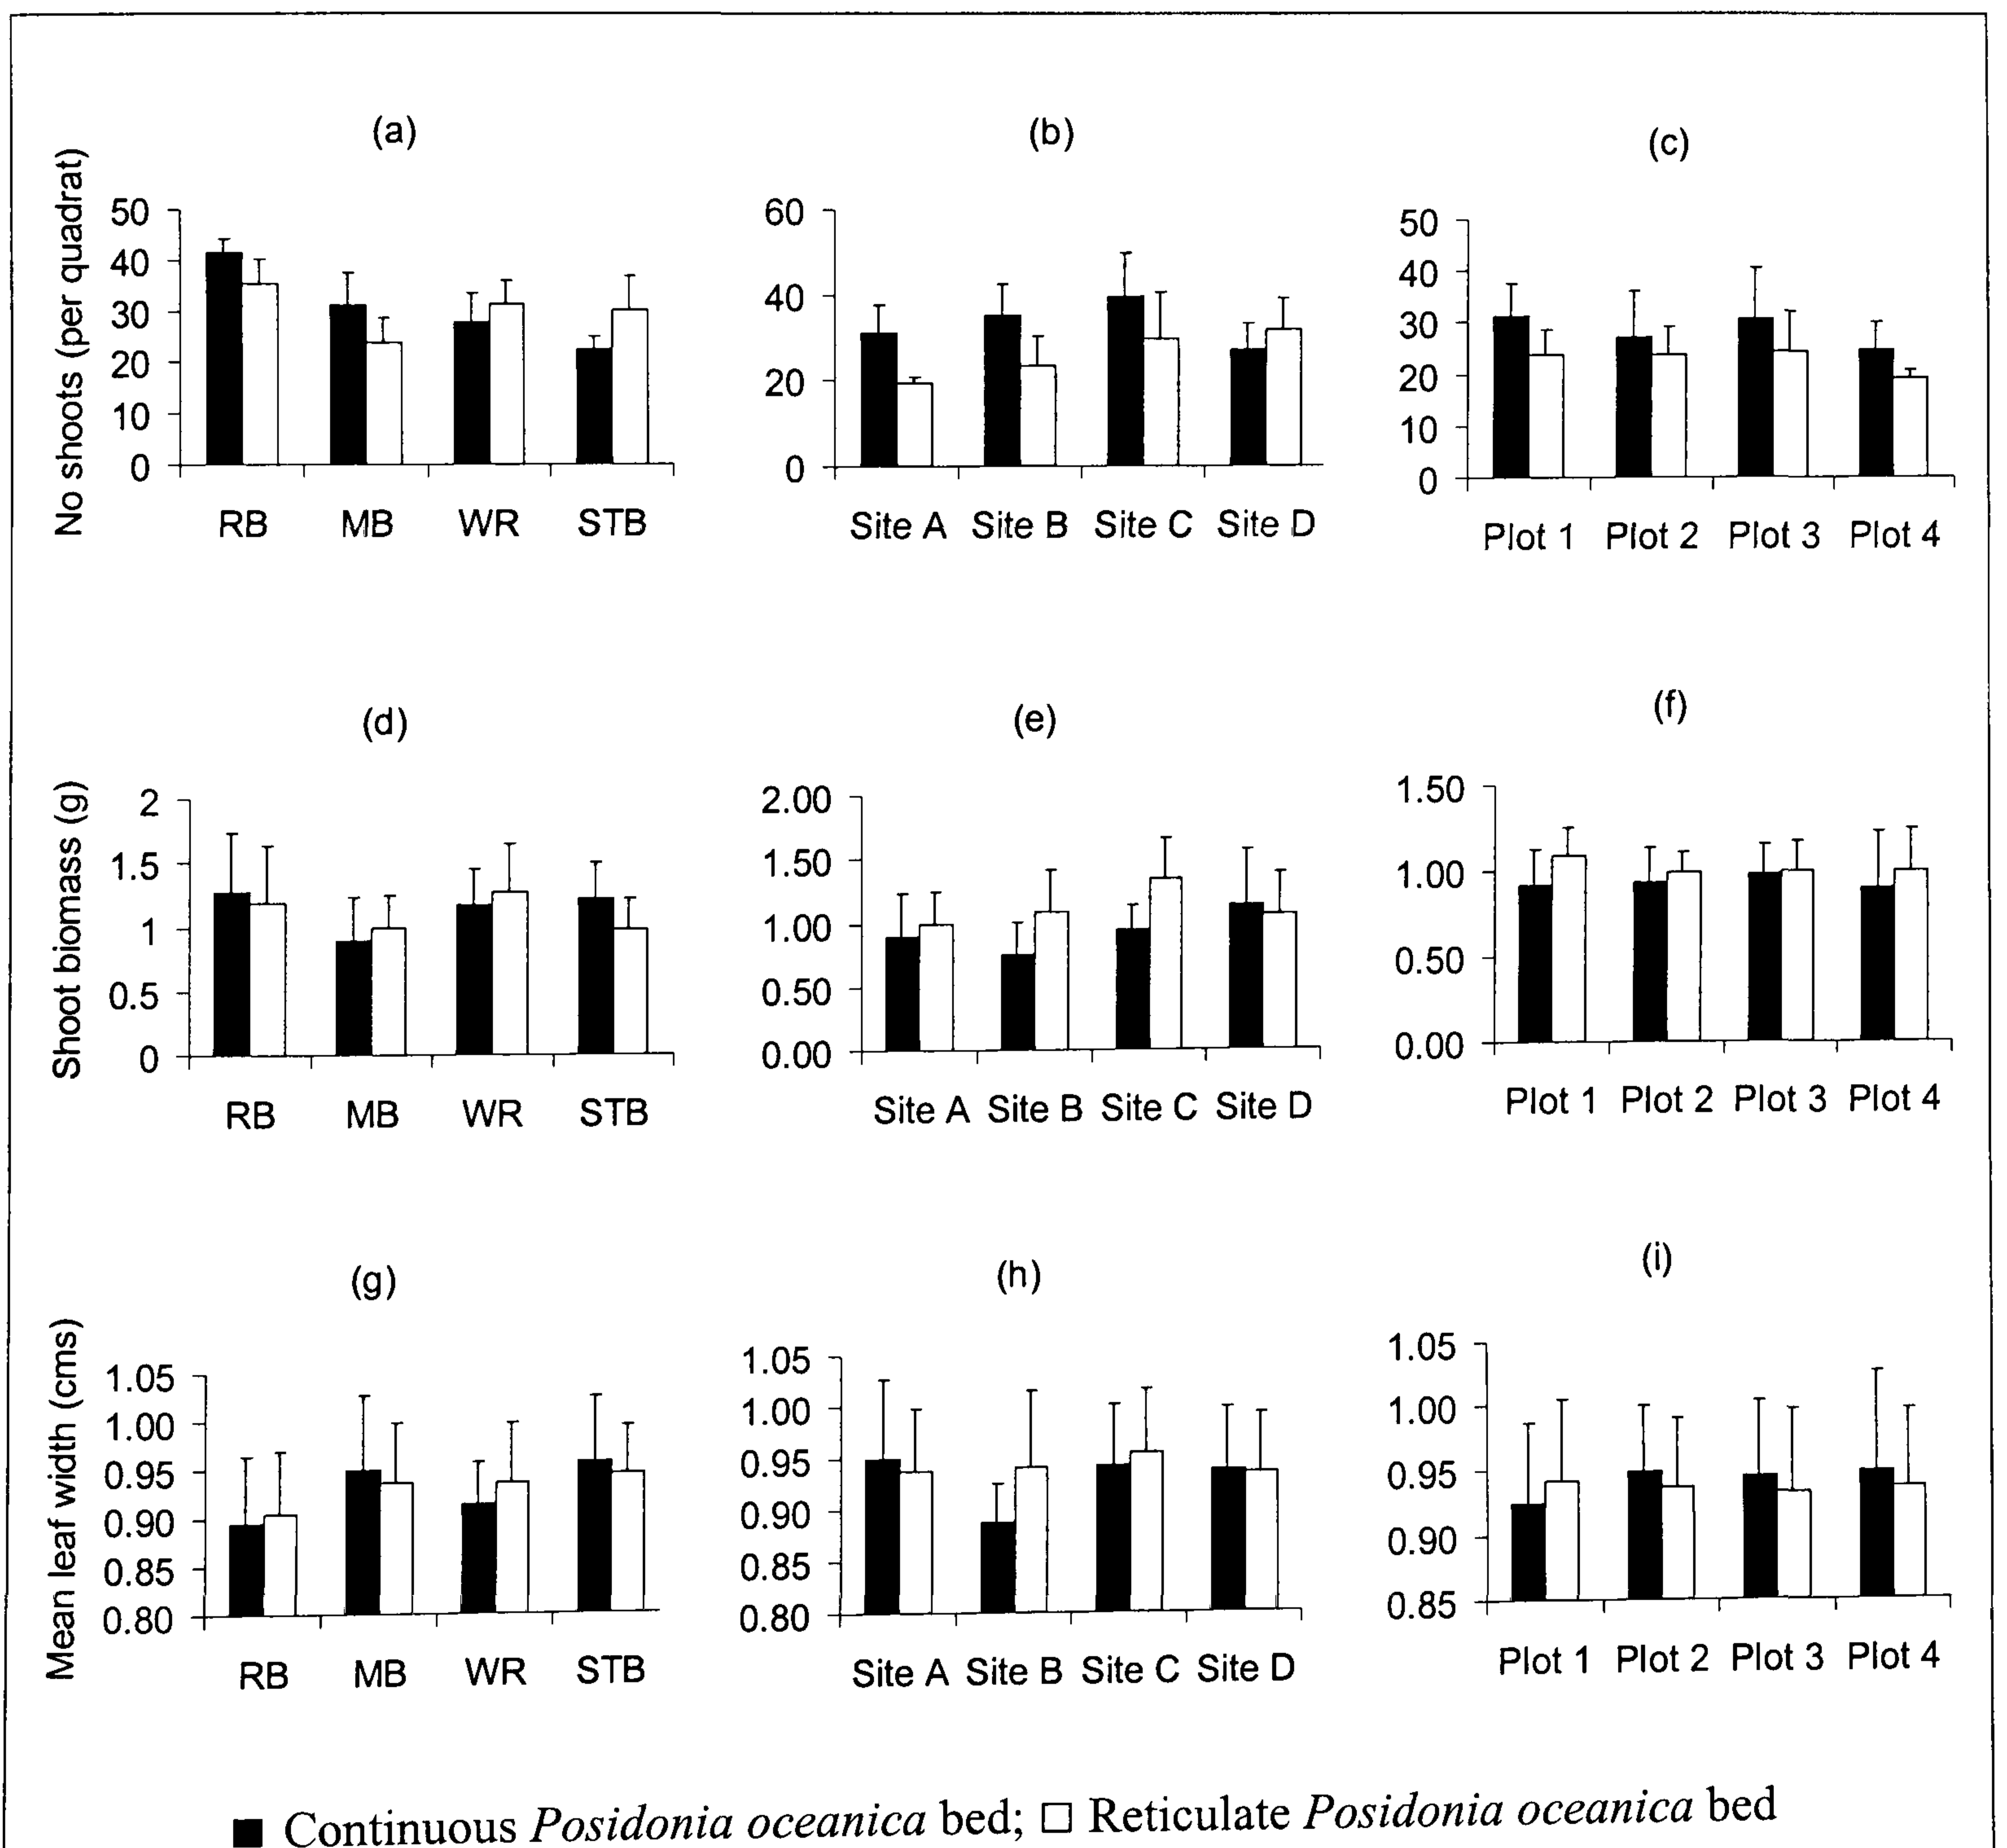 (a)
(b)
(c)
No shoots (per quadrat)
50
40
30
20
10
0
RB MB WR STB
60
40
20
0
Site A Site B Site C Site D
50
40
30
20
10
0
Plot 1 Plot 2 Plot 3 Plot 4
(d)
(e)
(f)
Shoot biomass (g)
2
1.5
1
0.5
0
RB MB WR STB
2.00
1.50
1.00
0.50
0.00
Site A Site B Site C Site D
1.50
1.00
0.50
0.00
Plot 1 Plot 2 Plot 3 Plot 4
(g)
(h)
(i)
Mean leaf width (cms)
1.05
1.00
0.95
0.90
0.85
0.80
RB MB WR STB
1.05
1.00
0.95
0.90
0.85
0.80
Site A Site B Site C Site D
1.05
1.00
0.95
0.90
0.85
Plot 1 Plot 2 Plot 3 Plot 4
■ Continuous Posidonia oceanica bed; □ Reticulate Posidonia oceanica bed